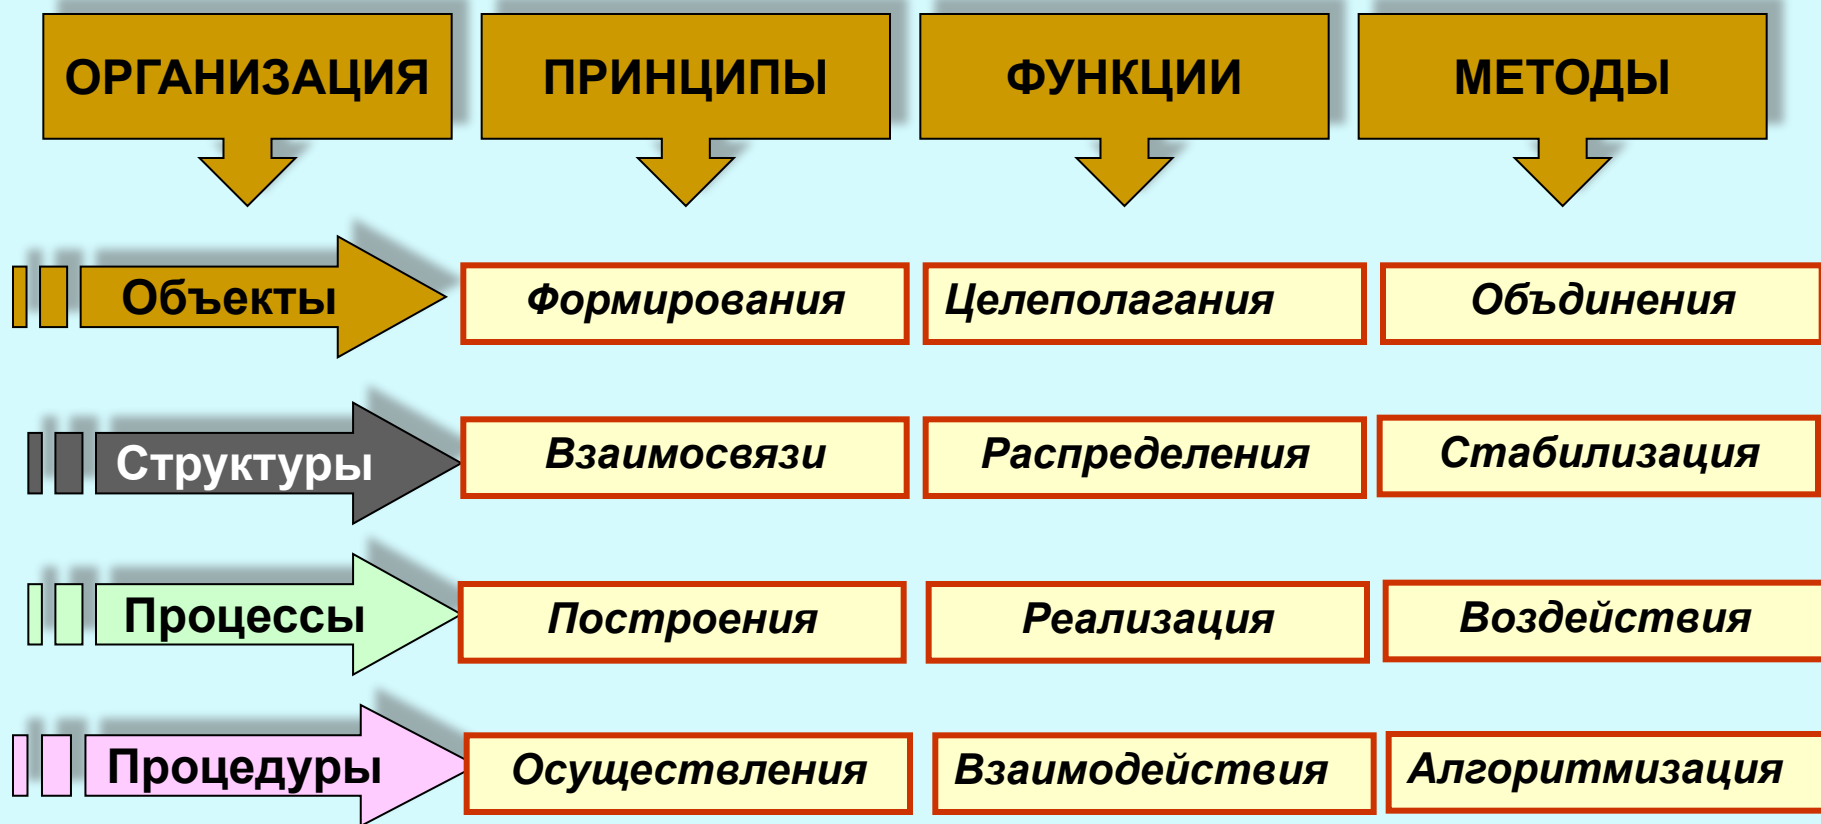 ОРГАНИЗАЦИЯ ПРИНЦИПЫ ФУНКЦИИ МЕТОДЫ
Объекты Формирования Целеполагания Объдинения
Структуры Взаимосвязи Распределения Стабилизация
Процессы Построения Реализация Воздействия
Процедуры Осуществления Взаимодействия Алгоритмизация